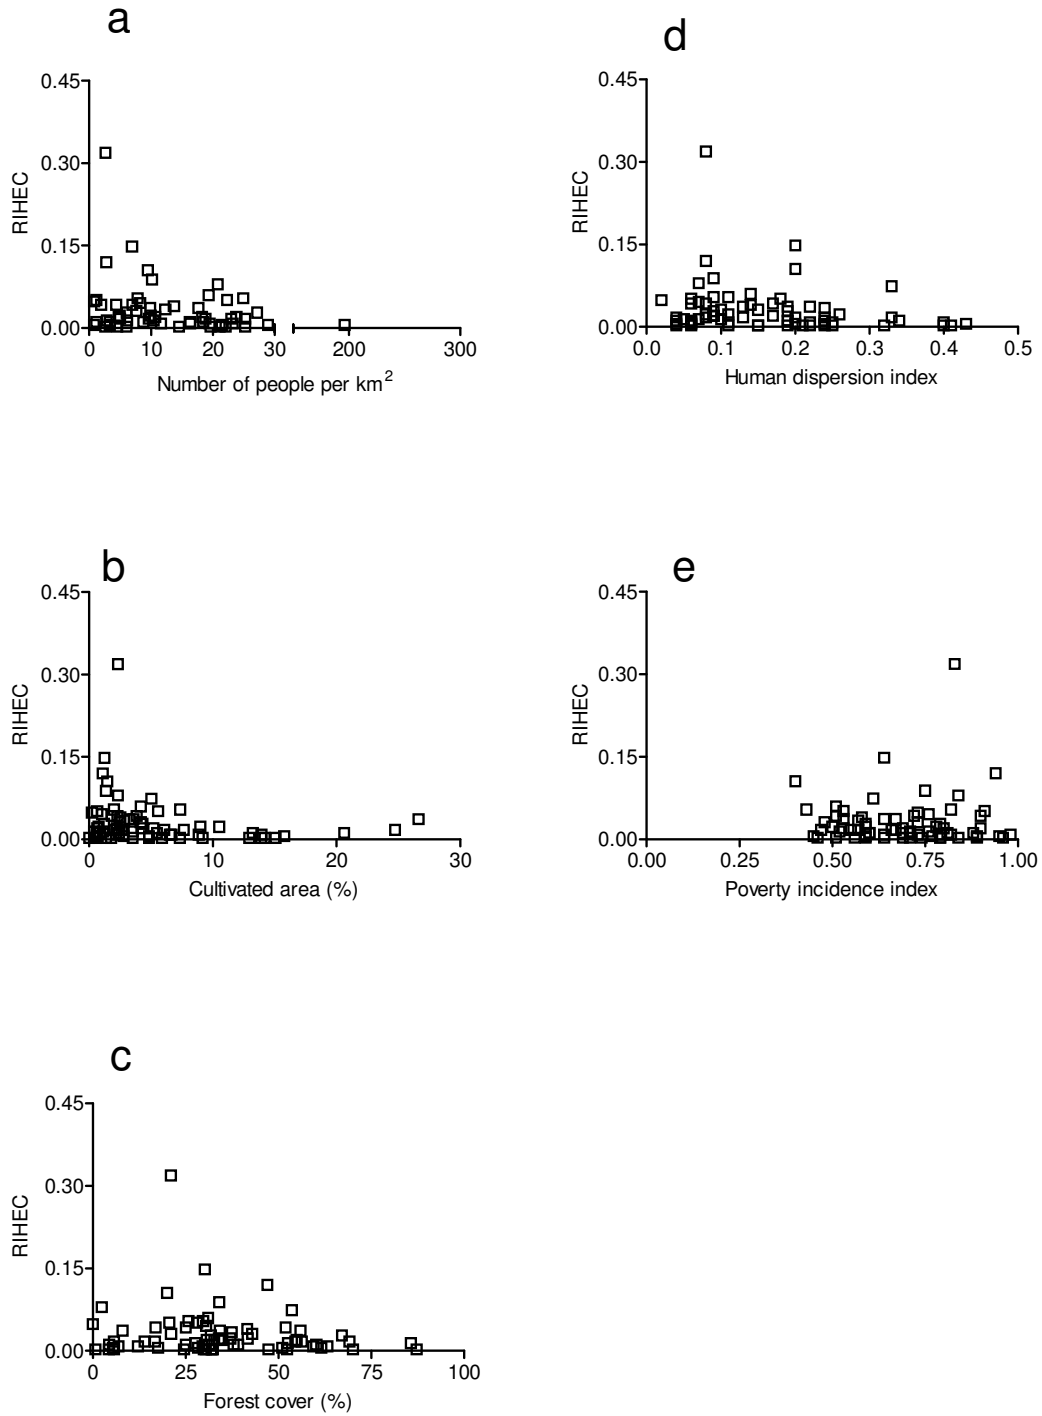 a
0.45
0.30
0.15
0.00
RIHEC
0 10 20 30 200 300
Number of people per km²
d
0.45
0.30
0.15
0.00
RIHEC
0.0 0.1 0.2 0.3 0.4 0.5
Human dispersion index
b
0.45
0.30
0.15
0.00
RIHEC
0 10 20 30
Cultivated area (%)
e
0.45
0.30
0.15
0.00
RIHEC
0.00 0.25 0.50 0.75 1.00
Poverty incidence index
c
0.45
0.30
0.15
0.00
RIHEC
0 25 50 75 100
Forest cover (%)